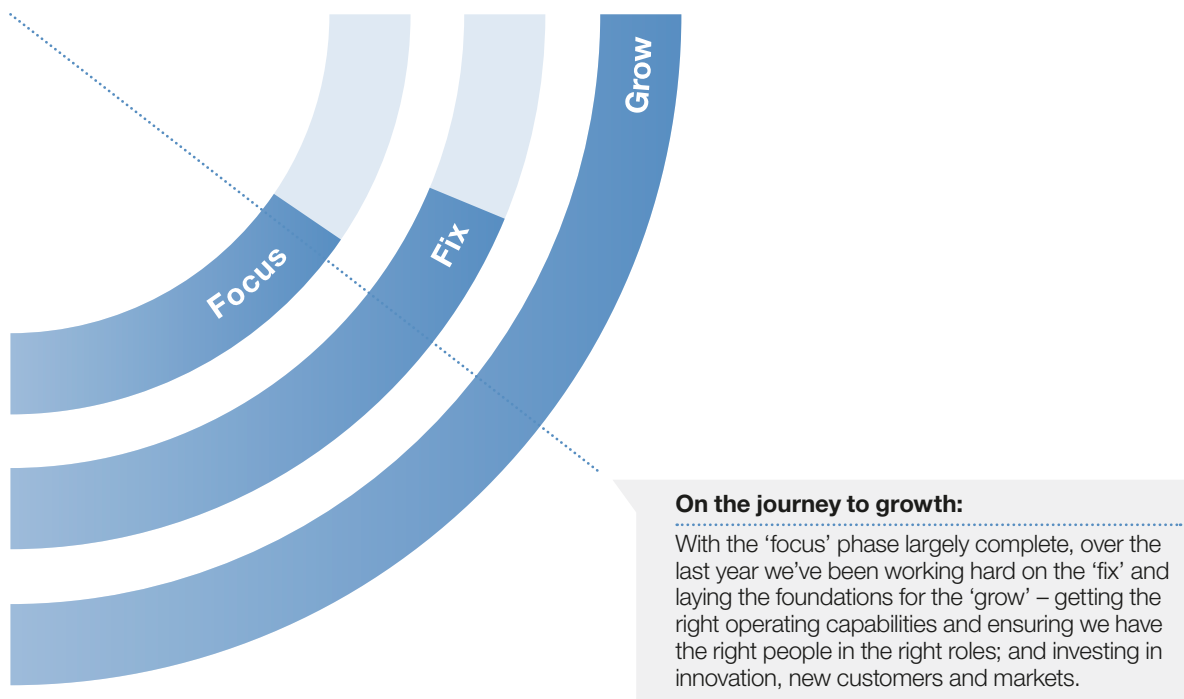 Grow
Fix
Focus
On the journey to growth:
With the ‘focus’ phase largely complete, over the
last year we’ve been working hard on the ‘fix’ and
laying the foundations for the ‘grow’ – getting the
right operating capabilities and ensuring we have
the right people in the right roles; and investing in
innovation, new customers and markets.